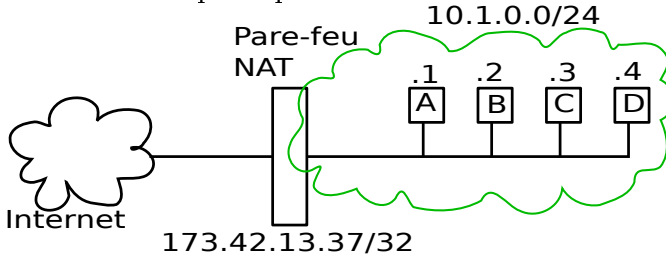 10.1.0.0/24
Pare-feu
NAT
.1 .2 .3 .4
A B C D
Internet
173.42.13.37/32